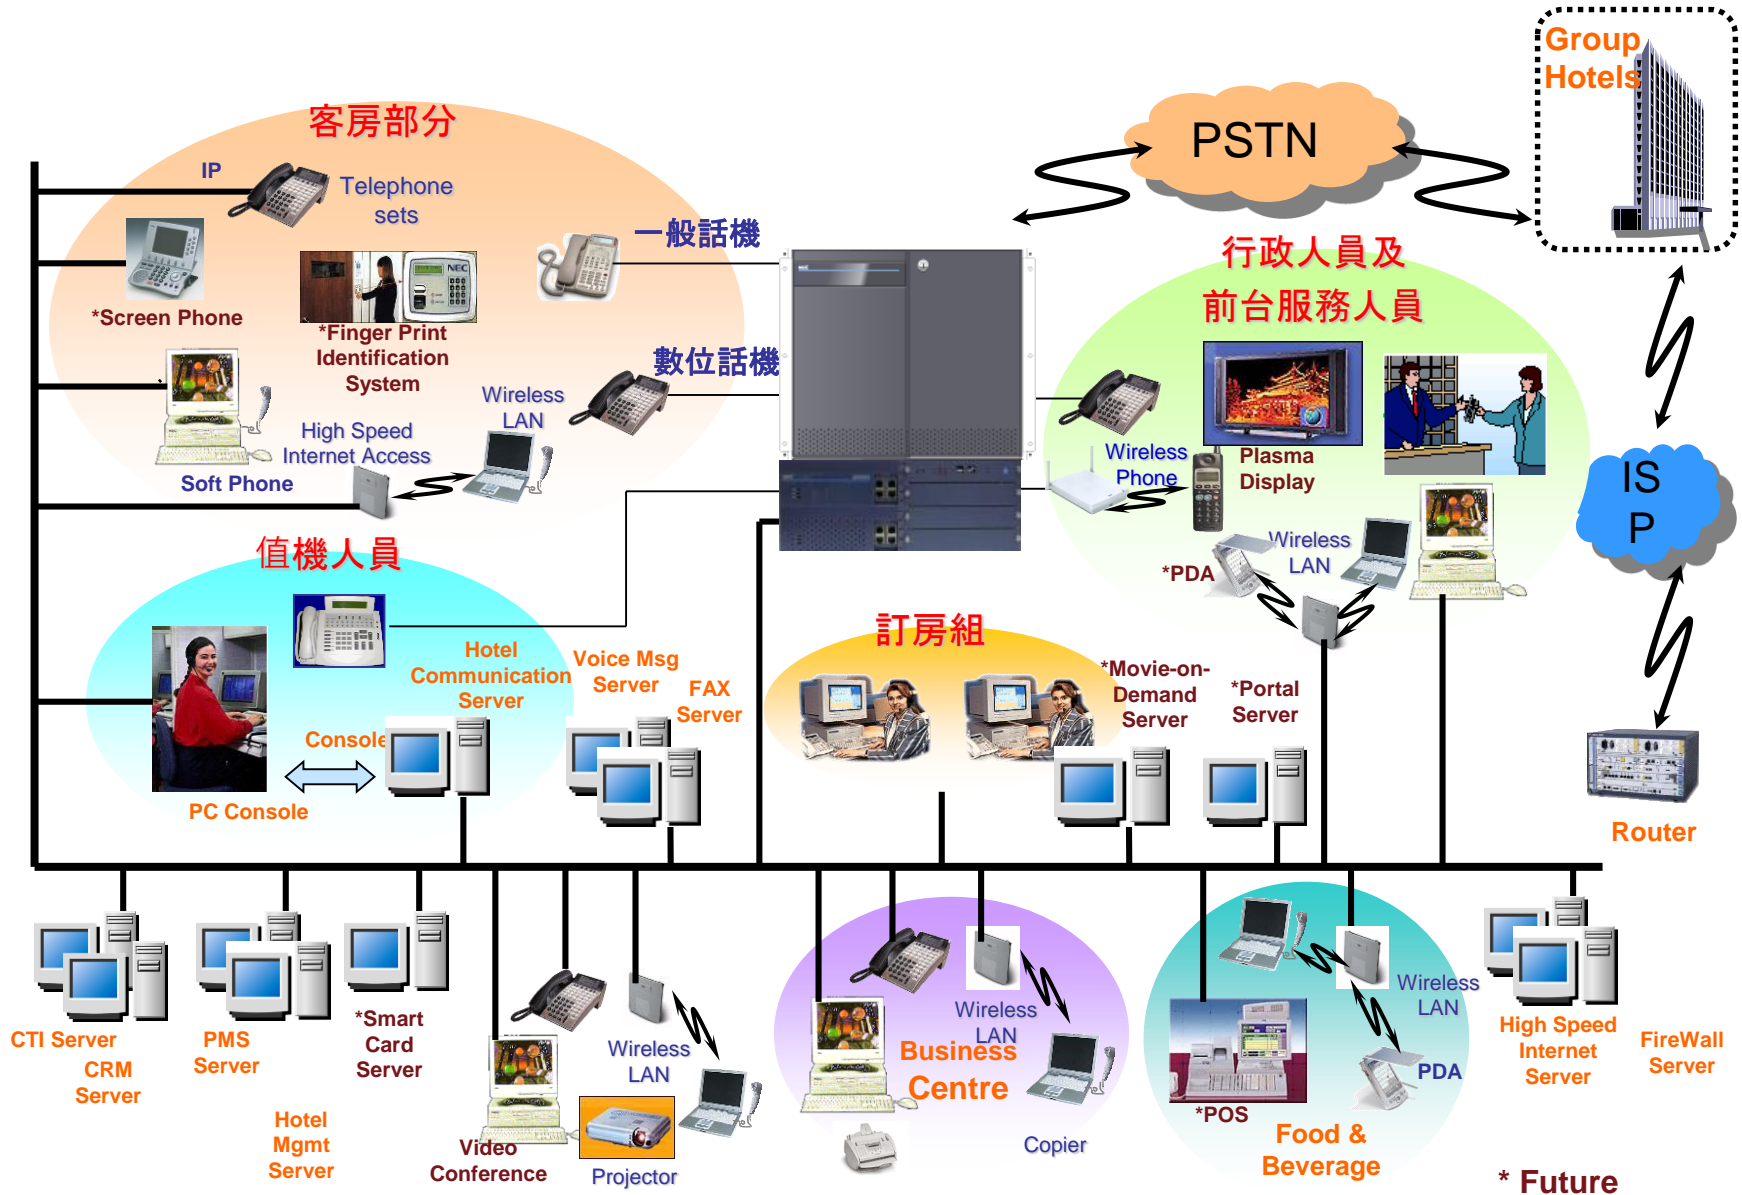 Group
Hotels
PSTN
客房部分
IP
Telephone
sets
一般話機
NEC
*Screen Phone
*Finger Print
Identification
System
數位話機
Wireless
LAN
High Speed
Internet Access
Soft Phone
行政人員及
前台服務人員
Wireless
Phone
Plasma
Display
*PDA
Wireless
LAN
IS
P
值機人員
Hotel
Communication
Server
Console
PC Console
Voice Msg
Server
FAX
Server
訂房組
*Movie-on-
Demand
Server
*Portal
Server
Router
CTI Server
CRM
Server
PMS
Server
Hotel
Mgmt
Server
*Smart
Card
Server
Video
Conference
Wireless
LAN
Projector
Wireless
LAN
Business
Centre
Copier
Wireless
LAN
PDA
*POS
Food &
Beverage
High Speed
Internet
Server
FireWall
Server
* Future